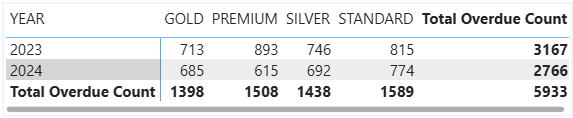 YEAR GOLD PREMIUM SILVER STANDARD Total Overdue Count
2023 713 893 746 815 3167
2024 685 615 692 774 2766
Total Overdue Count 1398 1508 1438 1589 5933